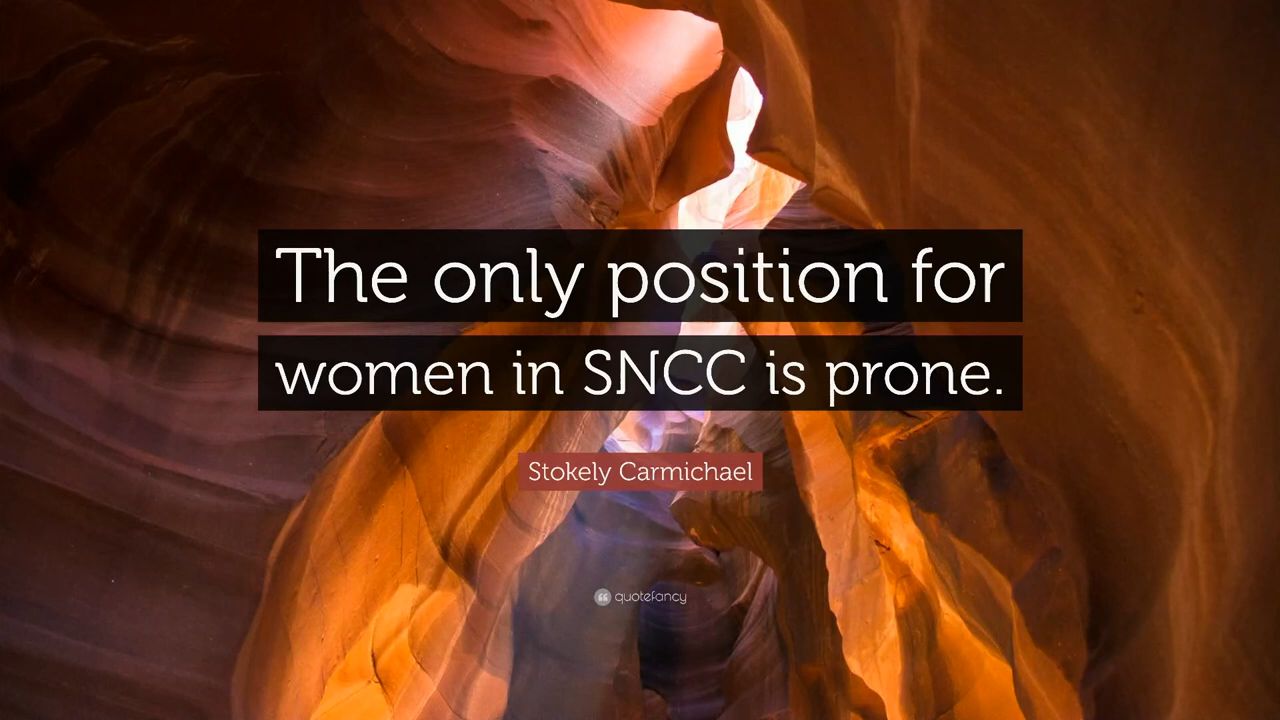 The only position for
women in SNCC is prone.
Stokely Carmichael
quotefancy